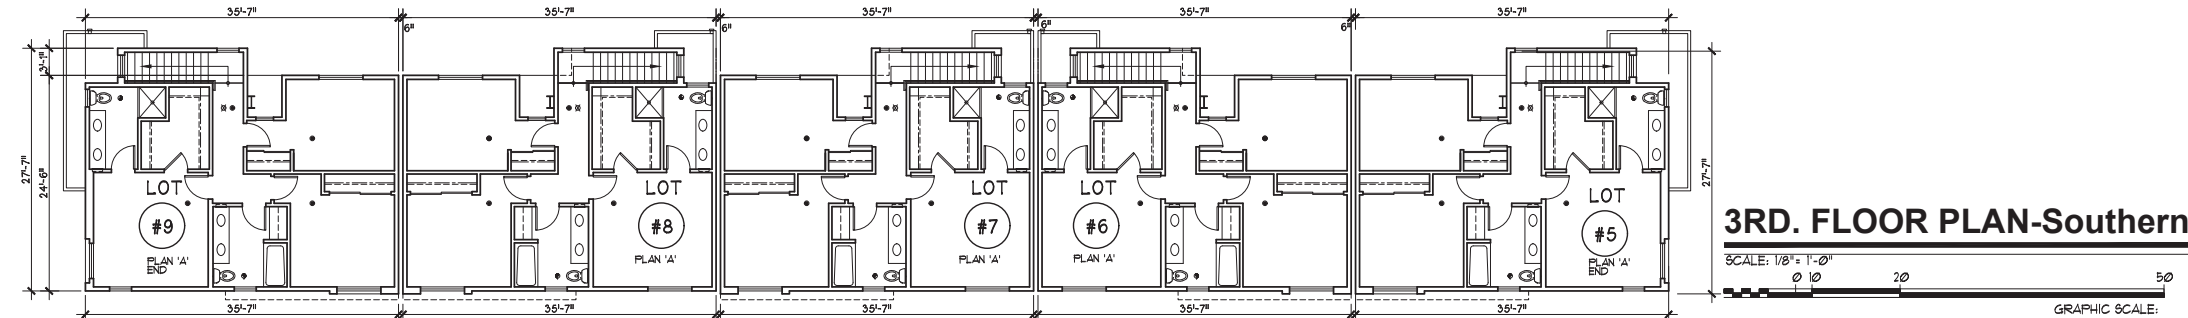 35'-7" 35'-7" 35'-7" 35'-7" 35'-7"
6" 6" 6" 6"
3'-1"
27'-7"
24'-6"
27'-7"
LOT LOT LOT LOT LOT
#9 #8 #7 #6 #5
PLAN 'A' END
PLAN 'A'
PLAN 'A'
PLAN 'A'
PLAN 'A' END
35'-7" 35'-7" 35'-7" 35'-7" 35'-7"
3RD. FLOOR PLAN-Southern
SCALE: 1/8"= 1'-0"
0 10 20 50
GRAPHIC SCALE: